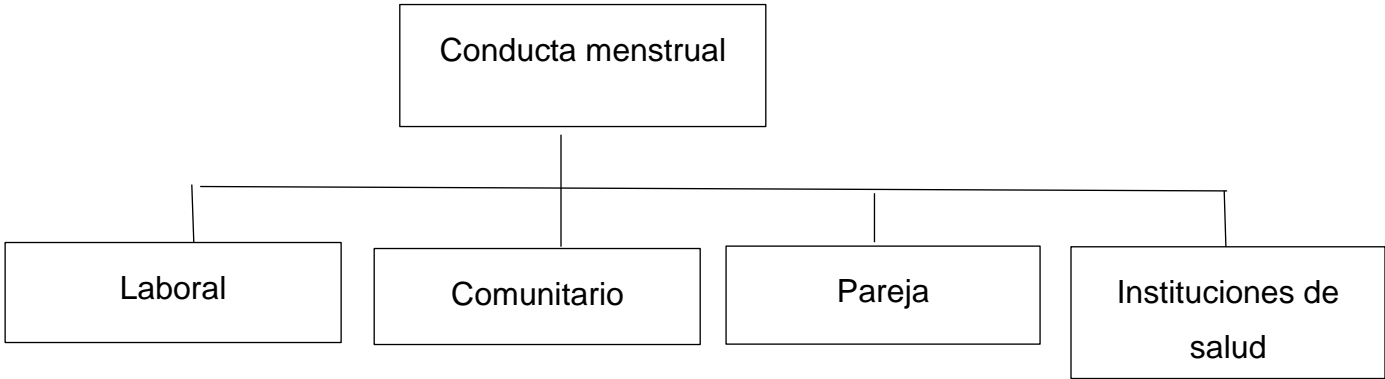 Conducta menstrual
Laboral
Comunitario
Pareja
Instituciones de
salud